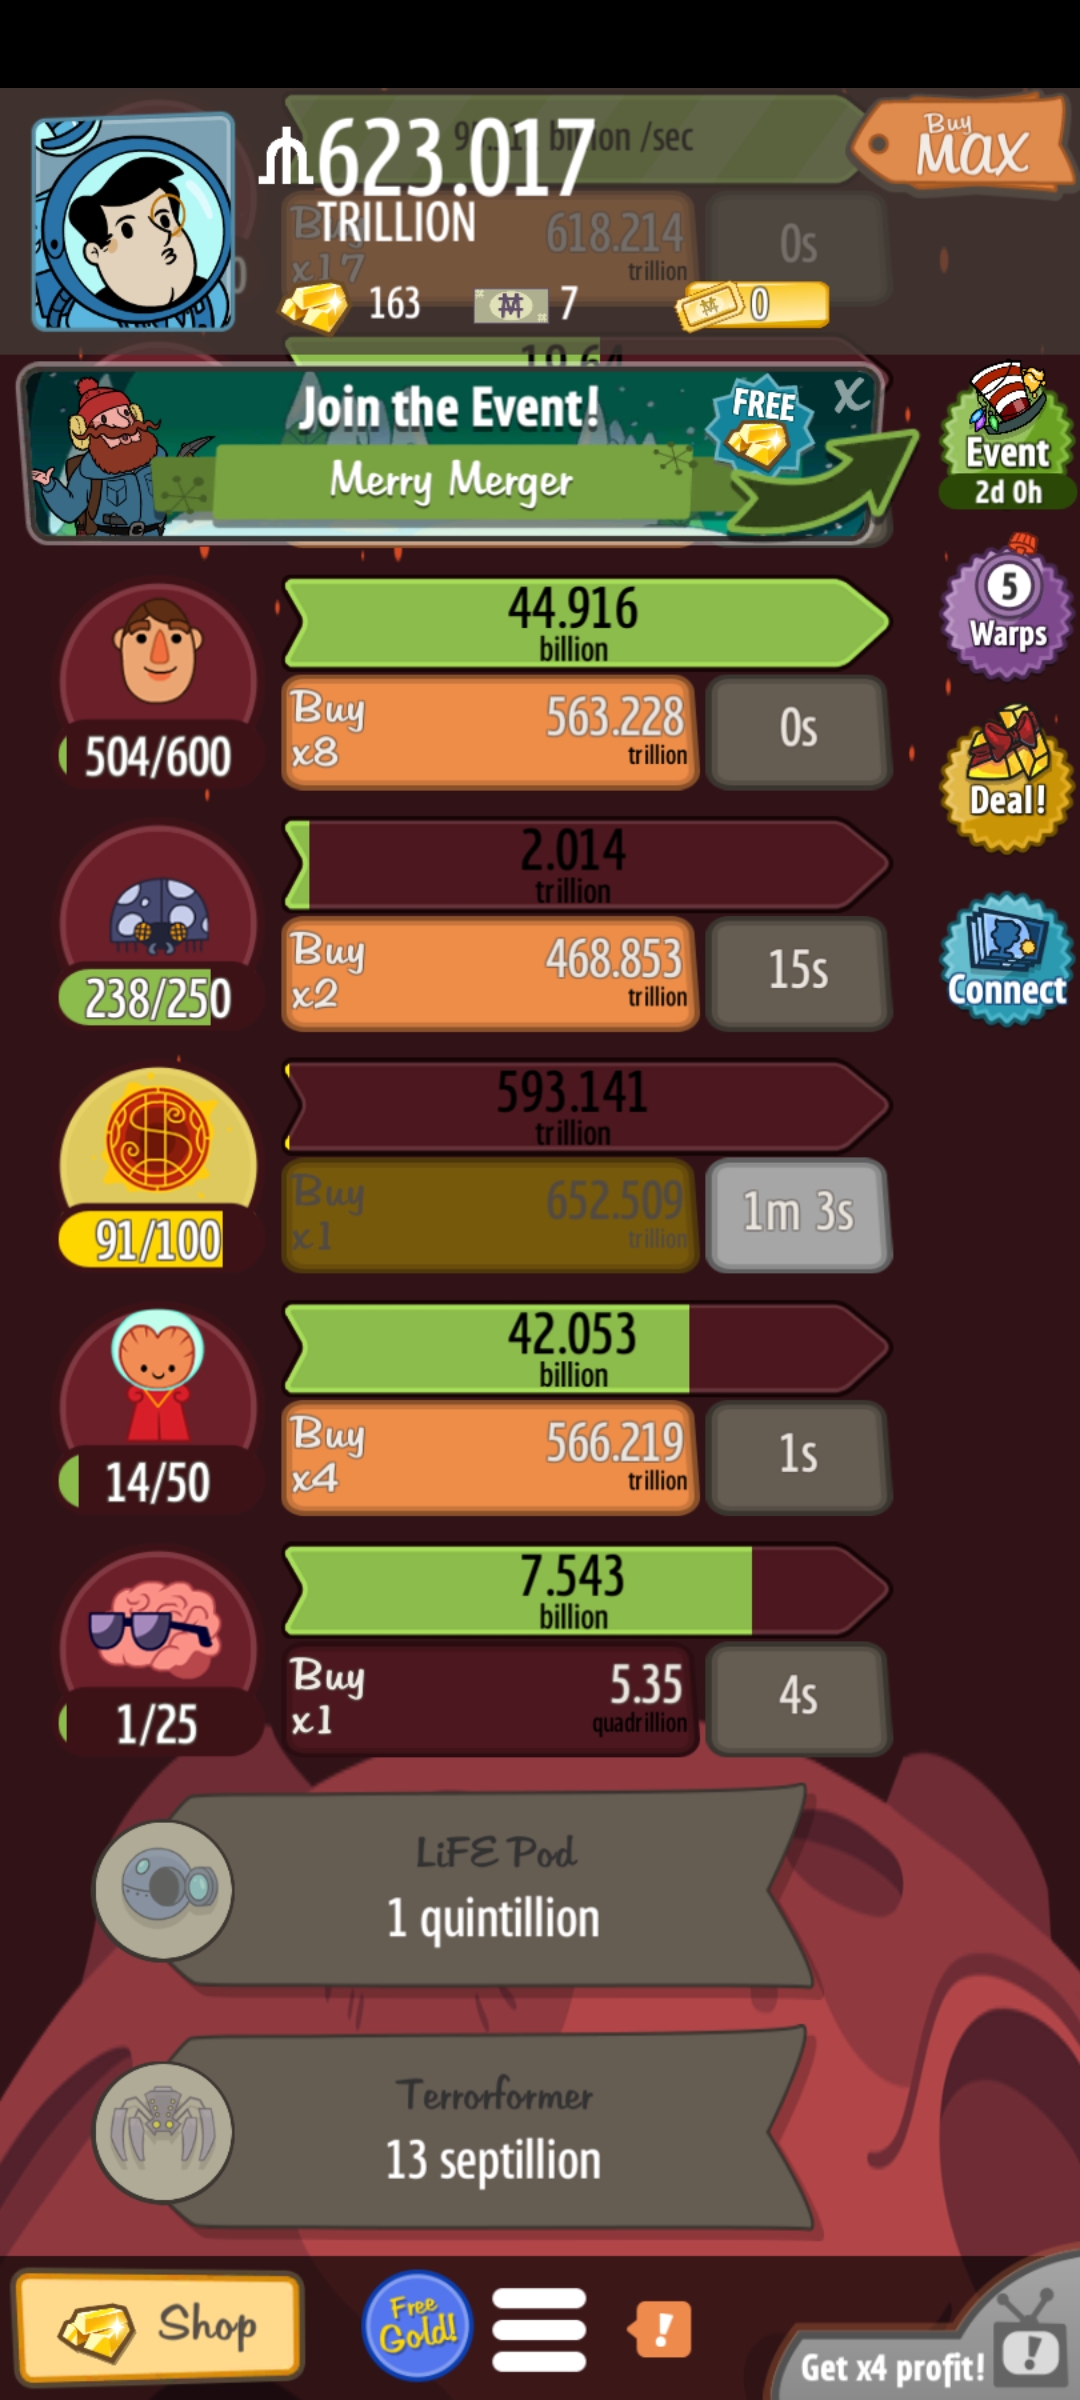 623.017
TRILLION
billion /sec
Buy MAX
x17
618.214
trillion
0s
163
7
0
Join the Event!
FREE
X
Merry Merger
Event
2d 0h
44.916
billion
504/600
Buy
x8
563.228
trillion
0s
5
Warps
2.014
trillion
238/250
Buy
x2
468.853
trillion
15s
Deal!
Connect
593.141
trillion
91/100
Buy
x1
652.509
trillion
1m 3s
42.053
billion
14/50
Buy
x4
566.219
trillion
1s
7.543
billion
1/25
Buy
x1
5.35
quadrillion
4s
LiFE Pod
1 quintillion
Terrorformer
13 septillion
Shop
Free
Gold!
!
Get x4 profit!
!